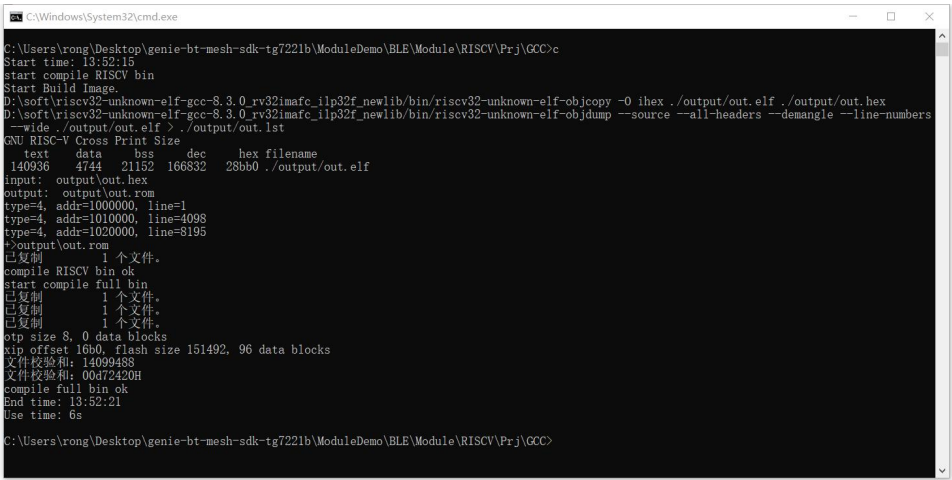 C:\Windows\System32\cmd.exe
C:\Users\rong\Desktop\genie-bt-mesh-sdk-tg7221b\ModuleDemo\BLE\Module\RISCV\Prj\GCC>c
Start time: 13:52:15
start compile RISCV bin
Start Build Image.
D:\soft\riscv32-unknown-elf-gcc-8.3.0_rv32imafc_ilp32f_newlib/bin/riscv32-unknown-elf-objcopy -O ihex ./output/out.elf ./output/out.hex
D:\soft\riscv32-unknown-elf-gcc-8.3.0_rv32imafc_ilp32f_newlib/bin/riscv32-unknown-elf-objdump --source --all-headers --demangle --line-numbers
 --wide ./output/out.elf > ./output/out.lst
GNU RISC-V Cross Print Size
   text    data     bss     dec     hex filename
 140936    4744   21152  166832   28bb0 ./output/out.elf
input:  output\out.hex
output:  output\out.rom
type=4, addr=1000000, line=1
type=4, addr=1010000, line=4098
type=4, addr=1020000, line=8195
+>output\out.rom
已复制         1 个文件。
compile RISCV bin ok
start compile full bin
已复制         1 个文件。
已复制         1 个文件。
已复制         1 个文件。
otp size 8, 0 data blocks
xip offset 16b0, flash size 151492, 96 data blocks
文件校验和: 14099488
文件校验和: 00d72420H
compile full bin ok
End time: 13:52:21
Use time: 6s
C:\Users\rong\Desktop\genie-bt-mesh-sdk-tg7221b\ModuleDemo\BLE\Module\RISCV\Prj\GCC>